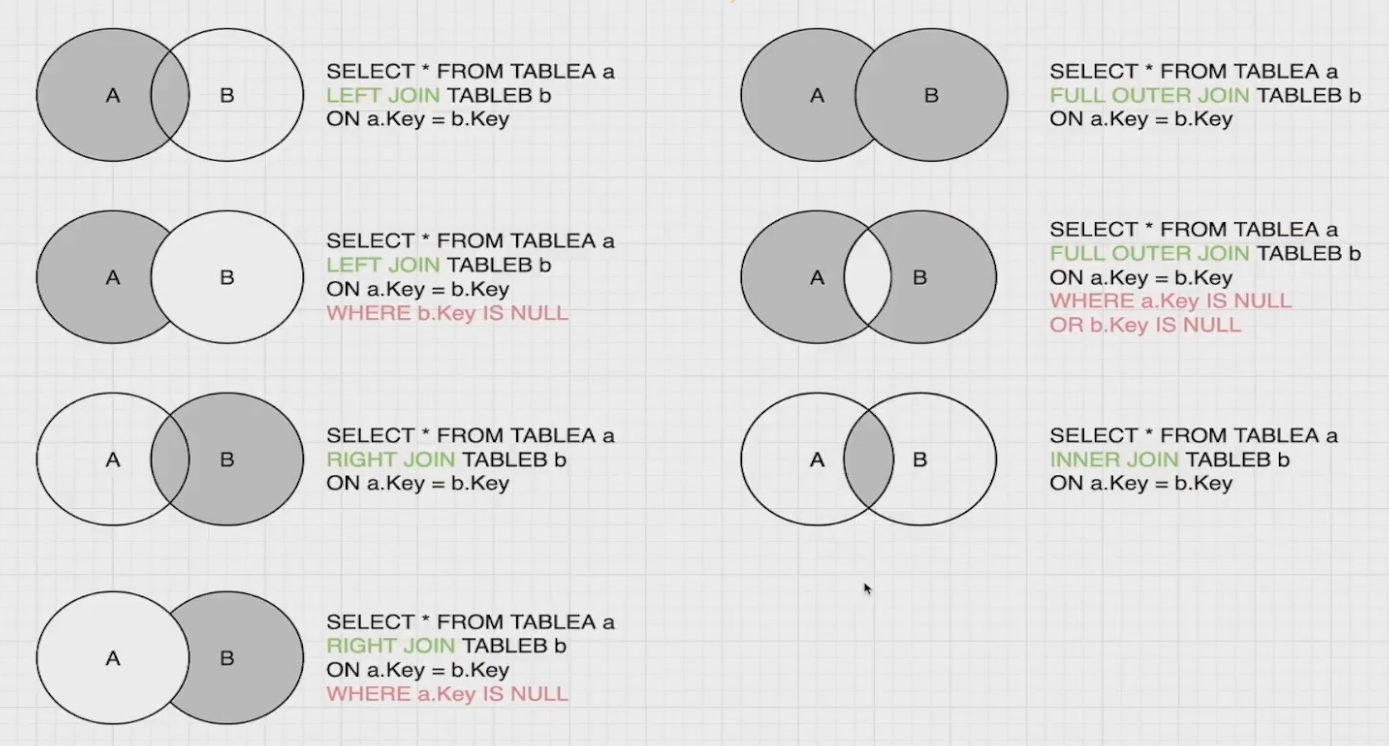 A
B
SELECT * FROM TABLEA a
LEFT JOIN TABLEB b
ON a.Key = b.Key
A
B
SELECT * FROM TABLEA a
LEFT JOIN TABLEB b
ON a.Key = b.Key
WHERE b.Key IS NULL
A
B
SELECT * FROM TABLEA a
RIGHT JOIN TABLEB b
ON a.Key = b.Key
A
B
SELECT * FROM TABLEA a
RIGHT JOIN TABLEB b
ON a.Key = b.Key
WHERE a.Key IS NULL
A
B
SELECT * FROM TABLEA a
FULL OUTER JOIN TABLEB b
ON a.Key = b.Key
A
B
SELECT * FROM TABLEA a
FULL OUTER JOIN TABLEB b
ON a.Key = b.Key
WHERE a.Key IS NULL
OR b.Key IS NULL
A
B
SELECT * FROM TABLEA a
INNER JOIN TABLEB b
ON a.Key = b.Key